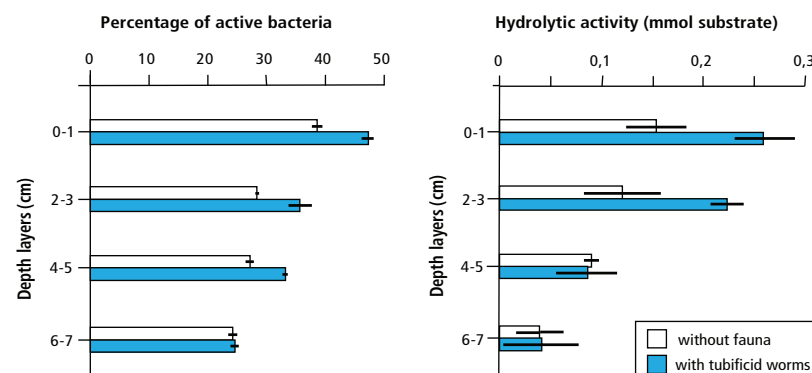 Percentage of active bacteria
0 10 20 30 40 50
Depth layers (cm)
0-1
2-3
4-5
6-7
Hydrolytic activity (mmol substrate)
0 0,1 0,2 0,3
Depth layers (cm)
0-1
2-3
4-5
6-7
without fauna
with tubificid worms